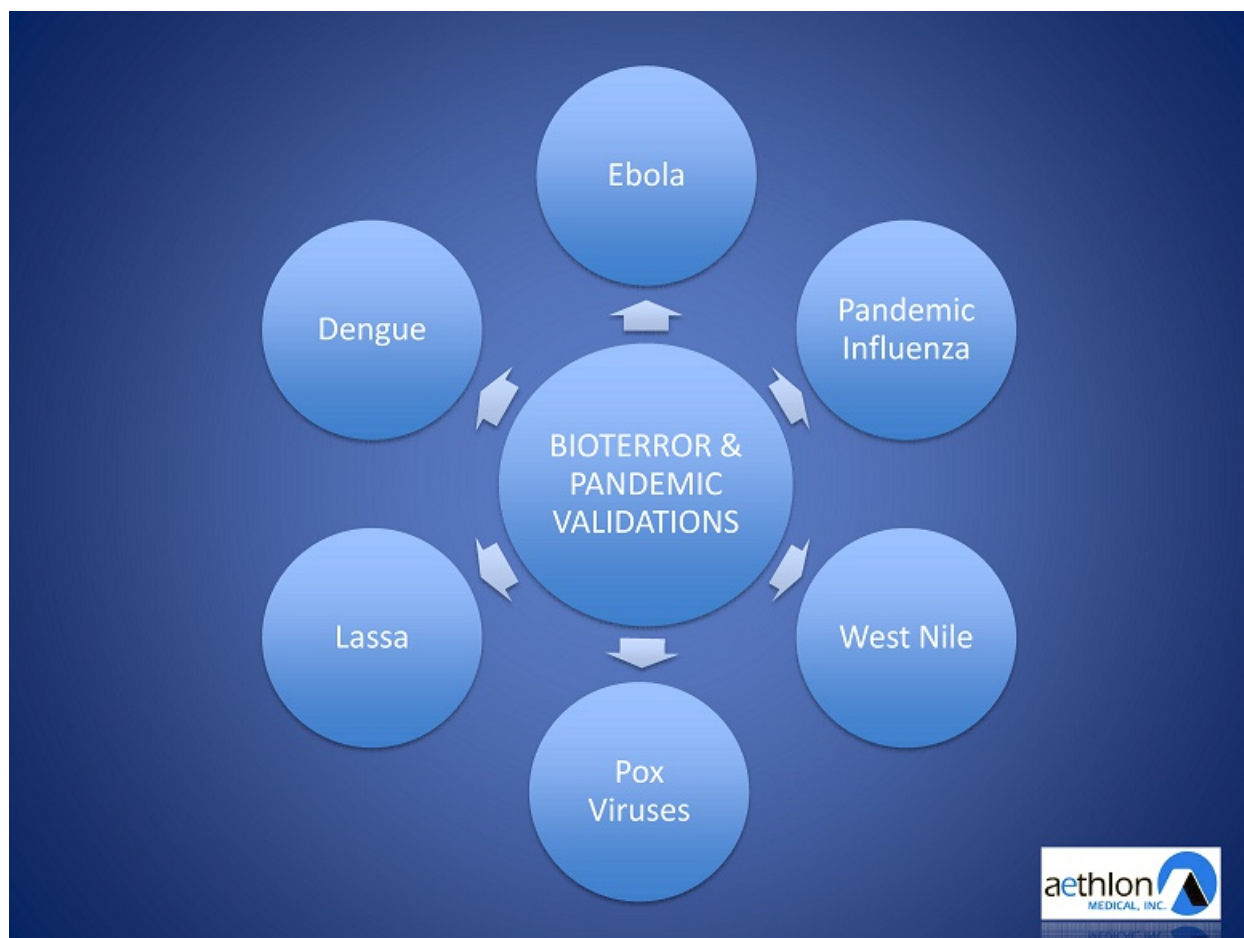 Ebola
Pandemic
Influenza
Dengue
BIOTERROR &
PANDEMIC
VALIDATIONS
West Nile
Lassa
Pox
Viruses
aethlon
MEDICAL, INC.